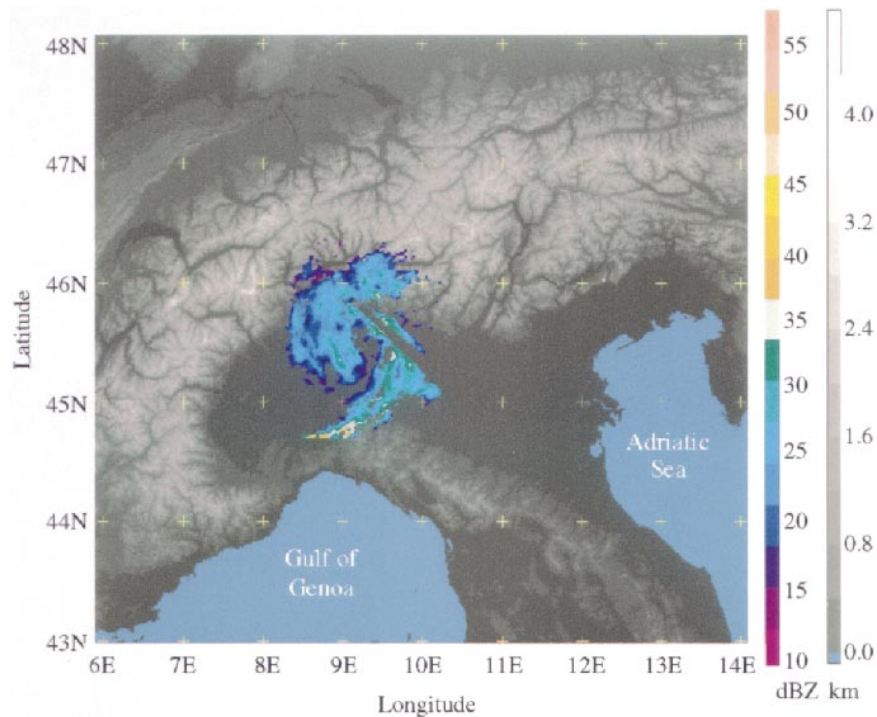 48N
47N
46N
45N
44N
43N
Latitude
6E 7E 8E 9E 10E 11E 12E 13E 14E
Longitude
Gulf of
Genoa
Adriatic
Sea
55
50
45
40
35
30
25
20
15
10
dBZ
4.0
3.2
2.4
1.6
0.8
0.0
km